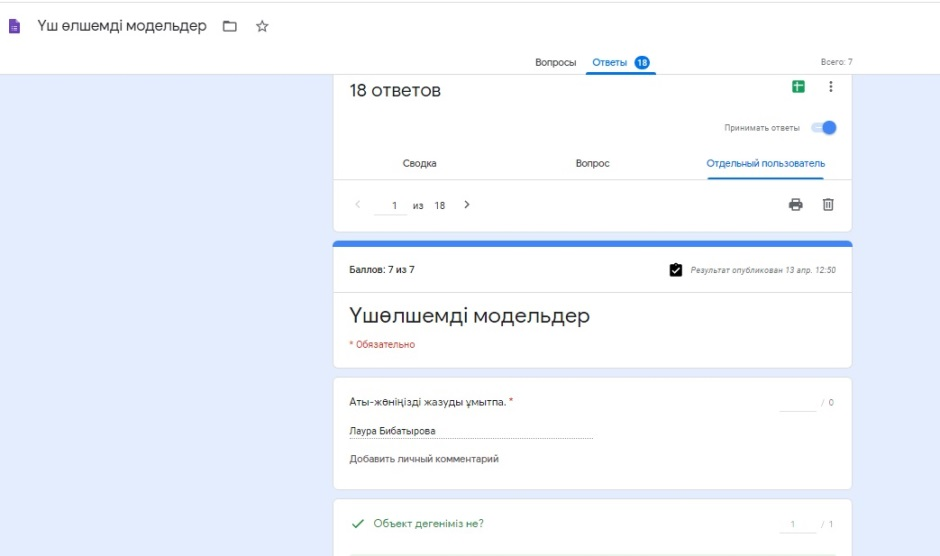 Үш өлшемді модельдер
Вопросы Ответы 18 Всего: 7
18 ответов
Принимать ответы
Сводка Вопрос Отдельный пользователь
1 из 18
Баллов: 7 из 7 Результат опубликован 13 апр. 12:50
Үшөлшемді модельдер
* Обязательно
Аты-жөніңізді жазуды ұмытпа. * / 0
Лаура Бибатырова
Добавить личный комментарий
Объект дегеніміз не? 1 / 1